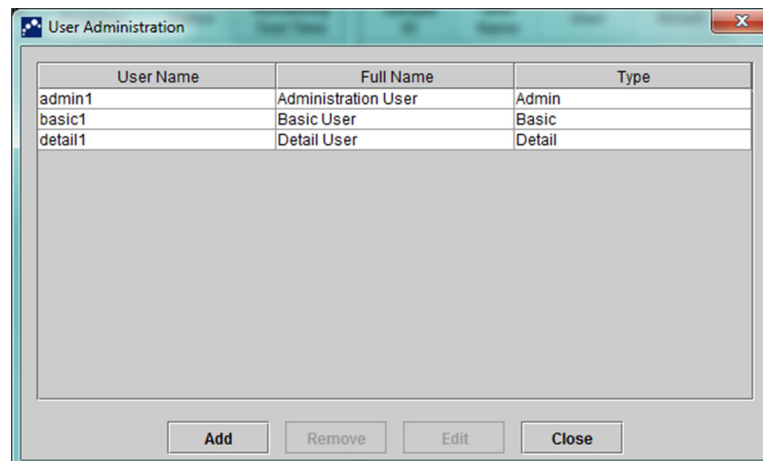 User Administration
User Name Full Name Type
admin1 Administration User Admin
basic1 Basic User Basic
detail1 Detail User Detail
Add Remove Edit Close